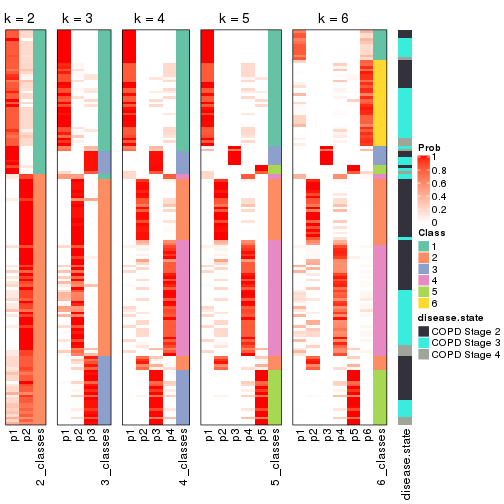 k = 2 k = 3 k = 4 k = 5 k = 6
Prob
1
0.8
0.6
0.4
0.2
0
Class
1
2
3
4
5
6
disease.state
COPD Stage 2
COPD Stage 3
COPD Stage 4
p1 p2 2_classes p1 p2 p3 3_classes p1 p2 p3 p4 4_classes p1 p2 p3 p4 p5 5_classes p1 p2 p3 p4 p5 p6 6_classes disease.state